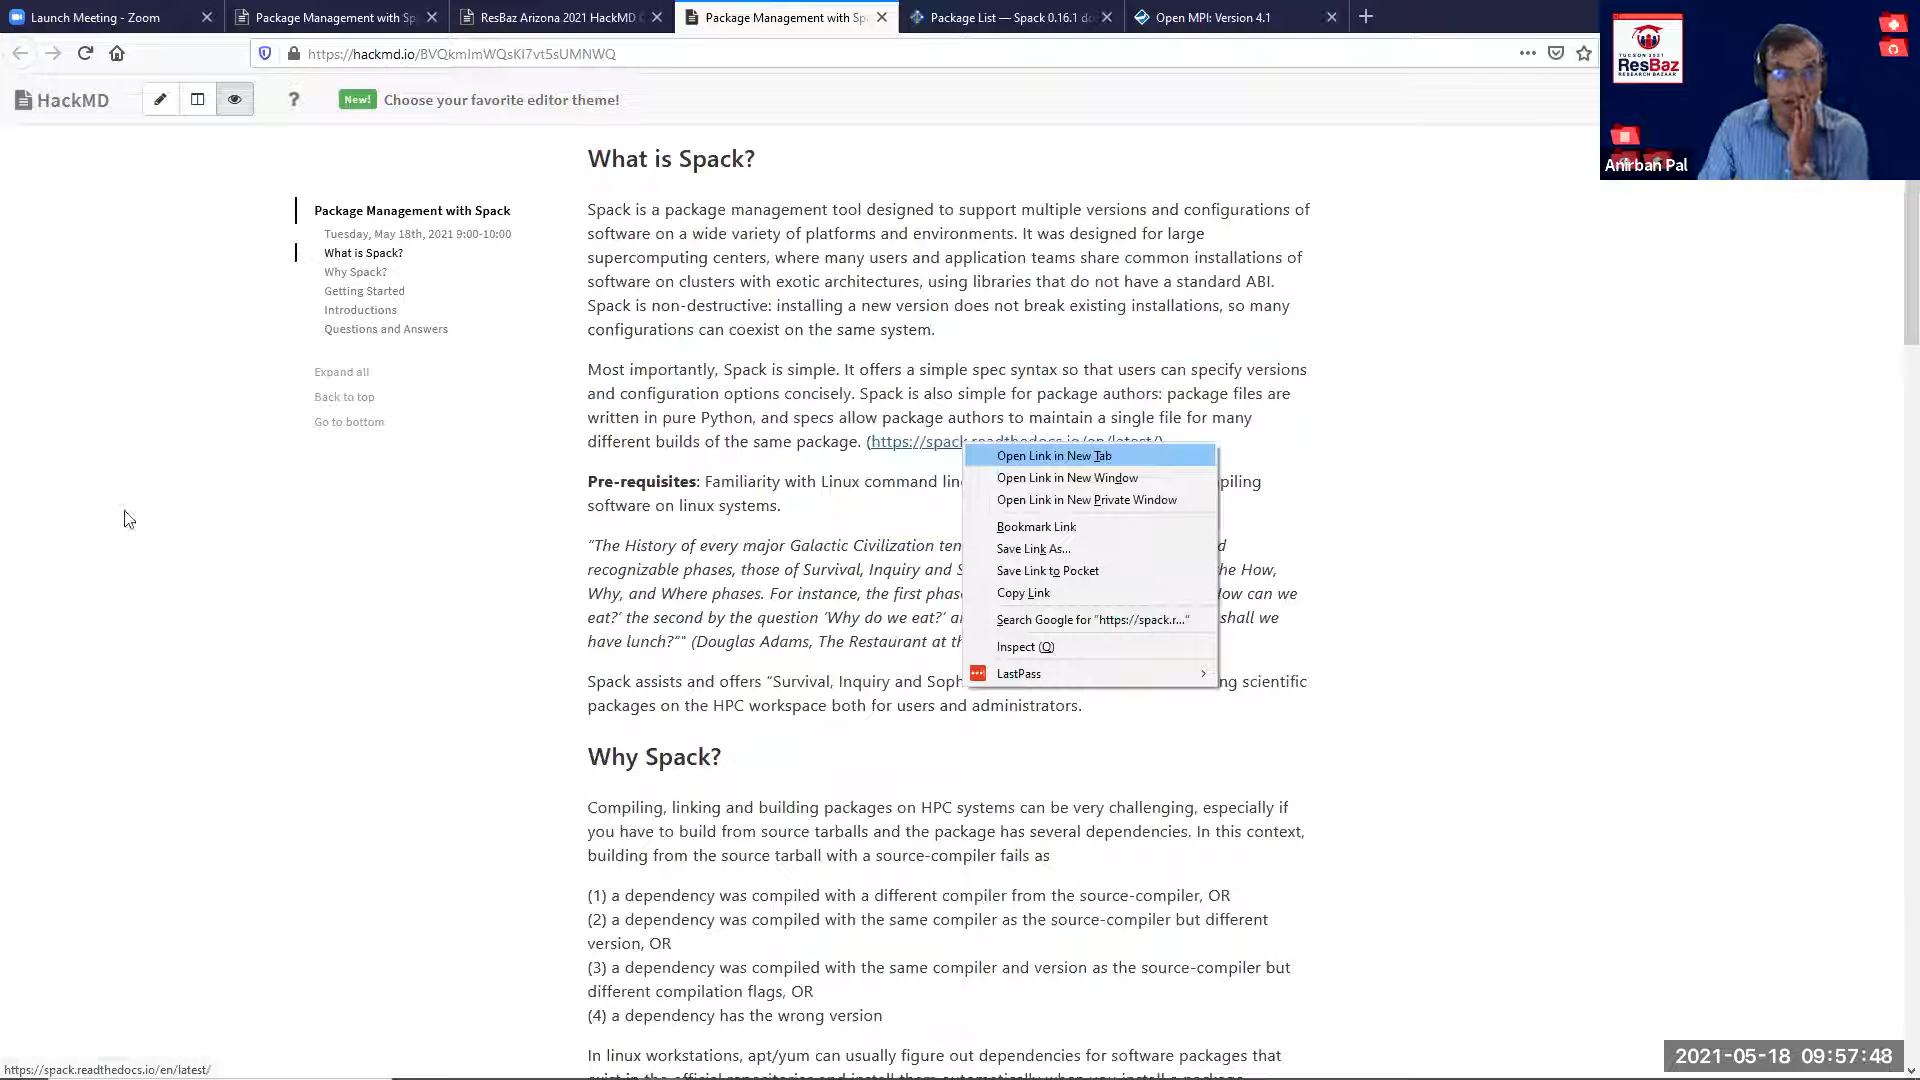 Launch Meeting - Zoom
Package Management with Sp
ResBaz Arizona 2021 HackMD
Package Management with Sp
Package List — Spack 0.16.1 do
Open MPI: Version 4.1
https://hackmd.io/BVQkmImWQsKI7vt5sUMNWQ
HackMD
?
New! Choose your favorite editor theme!
TUCSON 2021
ResBaz
RESEARCH BAZAAR
Anirban Pal
Package Management with Spack
Tuesday, May 18th, 2021 9:00-10:00
What is Spack?
Why Spack?
Getting Started
Introductions
Questions and Answers
Expand all
Back to top
Go to bottom
What is Spack?
Spack is a package management tool designed to support multiple versions and configurations of
software on a wide variety of platforms and environments. It was designed for large
supercomputing centers, where many users and application teams share common installations of
software on clusters with exotic architectures, using libraries that do not have a standard ABI.
Spack is non-destructive: installing a new version does not break existing installations, so many
configurations can coexist on the same system.
Most importantly, Spack is simple. It offers a simple spec syntax so that users can specify versions
and configuration options concisely. Spack is also simple for package authors: package files are
written in pure Python, and specs allow package authors to maintain a single file for many
different builds of the same package. (https://spack.readthedocs.io/en/latest/)
Pre-requisites: Familiarity with Linux command lin piling
software on linux systems.
“The History of every major Galactic Civilization ten d
recognizable phases, those of Survival, Inquiry and S he How,
Why, and Where phases. For instance, the first phas How can we
eat?’ the second by the question ‘Why do we eat?’ a shall we
have lunch?”" (Douglas Adams, The Restaurant at th
Spack assists and offers “Survival, Inquiry and Soph ng scientific
packages on the HPC workspace both for users and administrators.
Open Link in New Tab
Open Link in New Window
Open Link in New Private Window
Bookmark Link
Save Link As...
Save Link to Pocket
Copy Link
Search Google for “https://spack.r...”
Inspect (Q)
LastPass
Why Spack?
Compiling, linking and building packages on HPC systems can be very challenging, especially if
you have to build from source tarballs and the package has several dependencies. In this context,
building from the source tarball with a source-compiler fails as
(1) a dependency was compiled with a different compiler from the source-compiler, OR
(2) a dependency was compiled with the same compiler as the source-compiler but different
version, OR
(3) a dependency was compiled with the same compiler and version as the source-compiler but
different compilation flags, OR
(4) a dependency has the wrong version
In linux workstations, apt/yum can usually figure out dependencies for software packages that
https://spack.readthedocs.io/en/latest/
2021-05-18 09:57:48